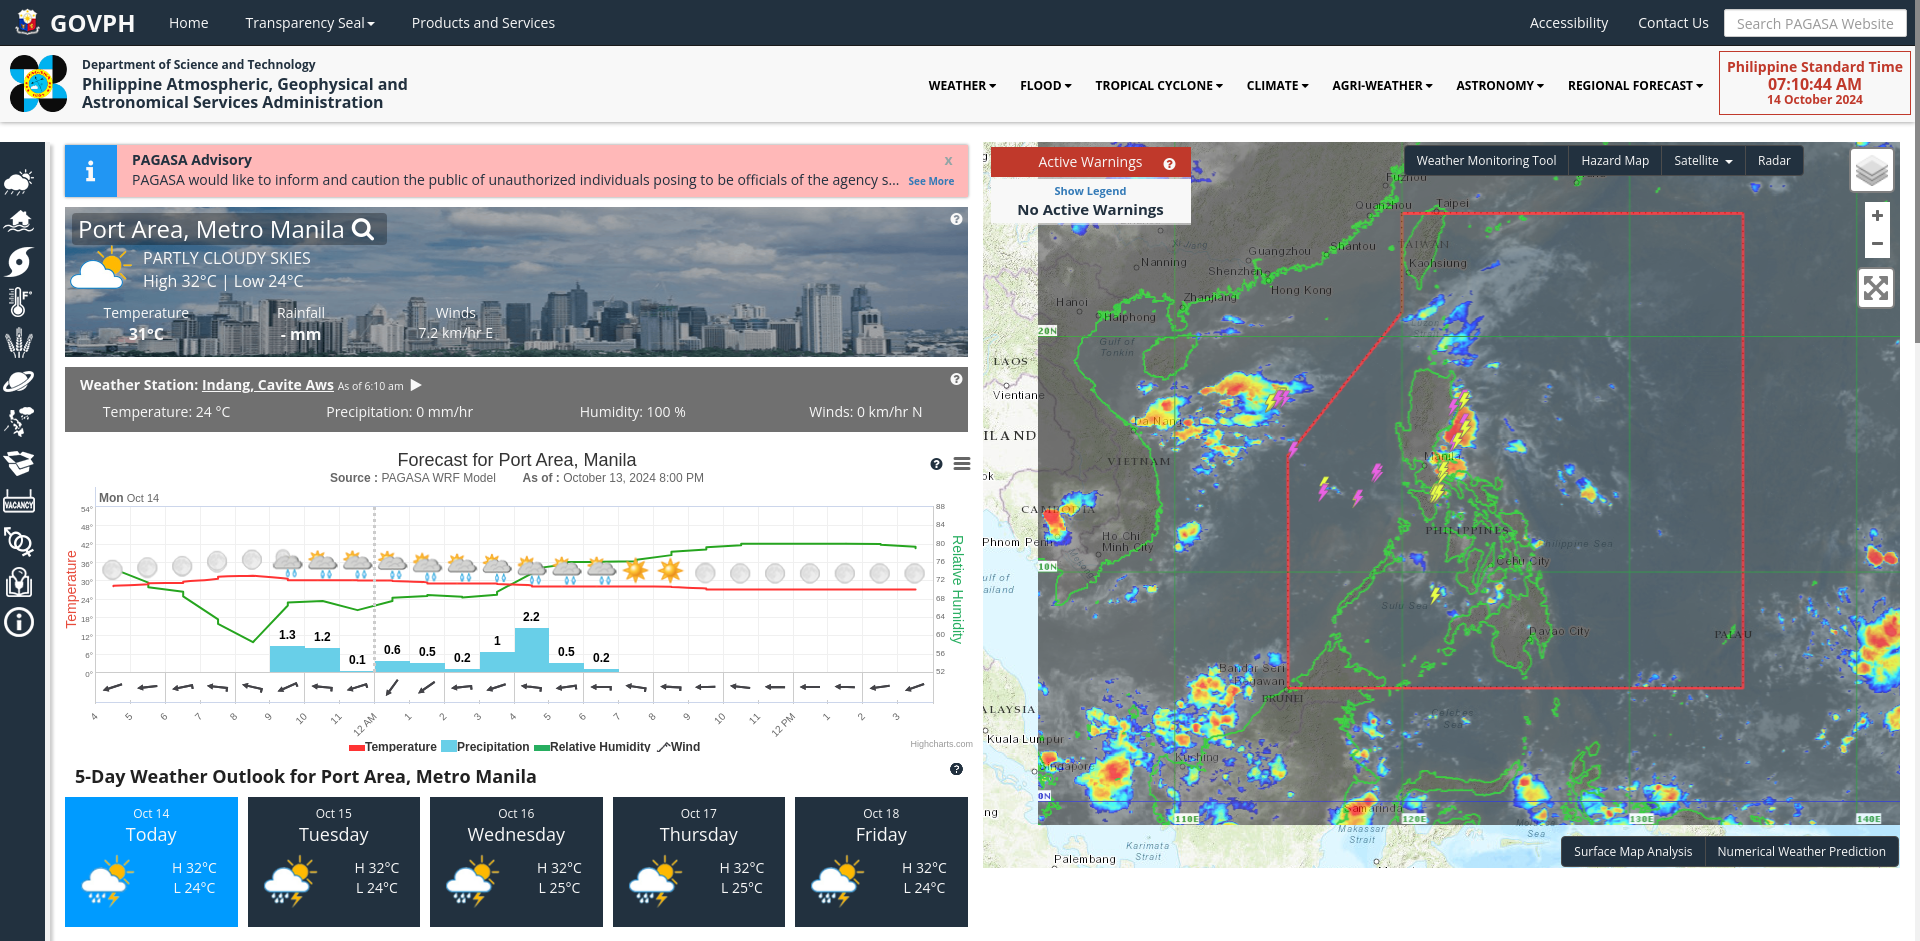 GOVPH
Home
Transparency Seal
Products and Services
Accessibility
Contact Us
Search PAGASA Website
Department of Science and Technology
Philippine Atmospheric, Geophysical and
Astronomical Services Administration
WEATHER
FLOOD
TROPICAL CYCLONE
CLIMATE
AGRI-WEATHER
ASTRONOMY
REGIONAL FORECAST
Philippine Standard Time
07:10:44 AM
14 October 2024
VACANCY
PAGASA Advisory
x
PAGASA would like to inform and caution the public of unauthorized individuals posing to be officials of the agency s...
See More
Port Area, Metro Manila
PARTLY CLOUDY SKIES
High 32°C | Low 24°C
Temperature
Rainfall
Winds
31°C
- mm
7.2 km/hr E
Weather Station: Indang, Cavite Aws As of 6:10 am
Temperature: 24 °C
Precipitation: 0 mm/hr
Humidity: 100 %
Winds: 0 km/hr N
Forecast for Port Area, Manila
Source : PAGASA WRF Model
As of : October 13, 2024 8:00 PM
Mon Oct 14
54°
48°
42°
36°
30°
24°
18°
12°
6°
0°
Temperature
88
84
80
76
72
68
64
60
56
52
Relative Humidity
1.3
1.2
0.1
0.6
0.5
0.2
1
2.2
0.5
0.2
4
5
6
7
8
9
10
11
12 AM
1
2
3
4
5
6
7
8
9
10
11
12 PM
1
2
3
Temperature
Precipitation
Relative Humidity
Wind
Highcharts.com
5-Day Weather Outlook for Port Area, Metro Manila
Oct 14
Today
H 32°C
L 24°C
Oct 15
Tuesday
H 32°C
L 24°C
Oct 16
Wednesday
H 32°C
L 25°C
Oct 17
Thursday
H 32°C
L 25°C
Oct 18
Friday
H 32°C
L 24°C
Active Warnings
Show Legend
No Active Warnings
Weather Monitoring Tool
Hazard Map
Satellite
Radar
+
−
Fuzhou
Quanzhou
Taipei
Xi Jiang
Guangzhou
Shantou
TAIWAN
Nanning
Shenzhen
Kaohsiung
Hanoi
Zhanjiang
Hong Kong
Haiphong
20N
Gulf of
Tonkin
LAOS
Vientiane
Da Nang
ILAND
VIETNAM
Manila
ok
CAMBODIA
Phnom Penh
Ho Chi
Minh City
PHILIPPINES
Philippine Sea
Cebu City
10N
ulf of
ailand
Sulu Sea
Davao City
PALAU
Bandar Seri
Begawan
BRUNEI
ALAYSIA
Celebes
Sea
Kuala Lumpur
Kuching
Singapore
0N
ng
Samarinda
110E
120E
130E
140E
Makassar
Strait
Molucca
Sea
Karimata
Strait
Palembang
Surface Map Analysis
Numerical Weather Prediction